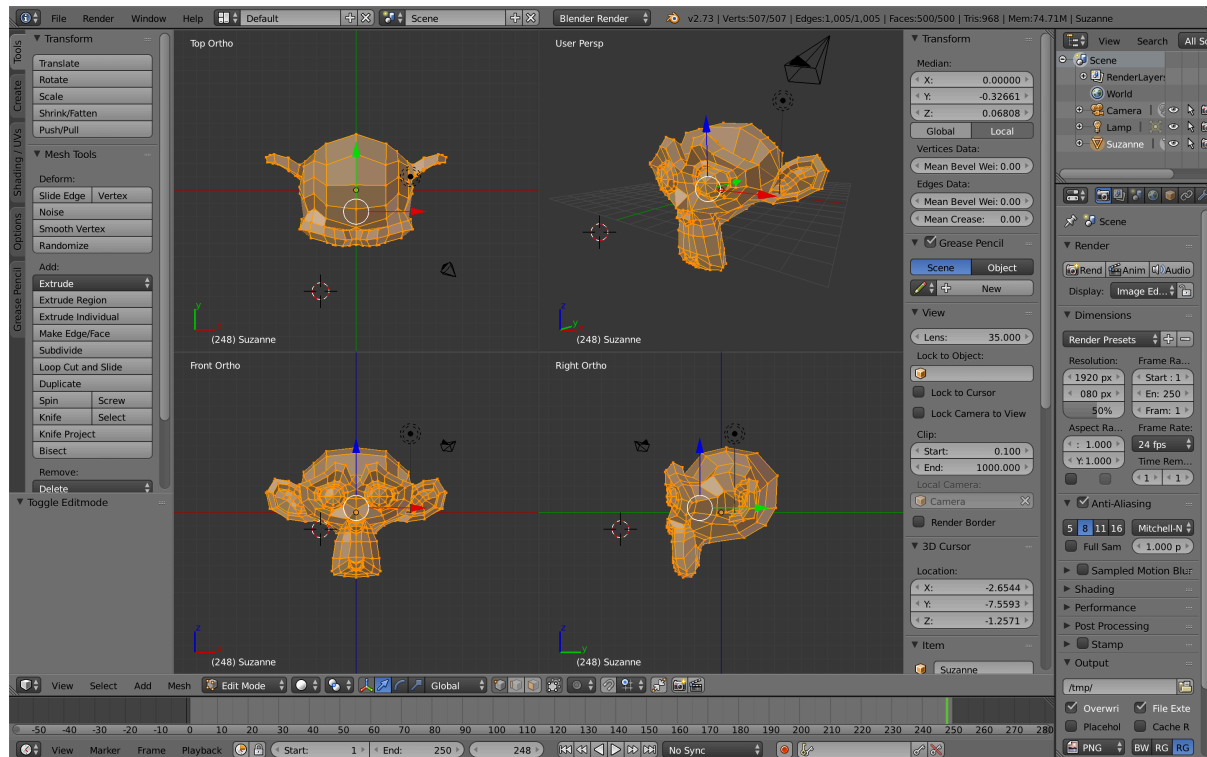 File Render Window Help Default Scene Blender Render v2.73 | Verts:507/507 | Edges:1,005/1,005 | Faces:500/500 | Tris:968 | Mem:74.71M | Suzanne
Tools
Create
Shading / UVs
Options
Grease Pencil
Transform
Translate
Rotate
Scale
Shrink/Fatten
Push/Pull
Mesh Tools
Deform:
Slide Edge Vertex
Noise
Smooth Vertex
Randomize
Add:
Extrude
Extrude Region
Extrude Individual
Make Edge/Face
Subdivide
Loop Cut and Slide
Duplicate
Spin Screw
Knife Select
Knife Project
Bisect
Remove:
Delete
Toggle Editmode
Top Ortho
y
x
(248) Suzanne
User Persp
z
y
(248) Suzanne
Front Ortho
z
x
(248) Suzanne
Right Ortho
z
y
(248) Suzanne
Transform
Median:
X: 0.00000
Y: -0.32661
Z: 0.06808
Global Local
Vertices Data:
Mean Bevel Wei: 0.00
Edges Data:
Mean Bevel Wei: 0.00
Mean Crease: 0.00
Grease Pencil
Scene Object
New
View
Lens: 35.000
Lock to Object:
Lock to Cursor
Lock Camera to View
Clip:
Start: 0.100
End: 1000.000
Local Camera:
Camera
Render Border
3D Cursor
Location:
X: -2.6544
Y: -7.5593
Z: -1.2571
Item
Suzanne
View Search All Sc
Scene
RenderLayer:
World
Camera
Lamp
Suzanne
Scene
Render
Rend Anim Audio
Display: Image Ed...
Dimensions
Render Presets
Resolution: Frame Ra...
1920 px Start : 1
080 px En: 250
50% Fram: 1
Aspect Ra... Frame Rate:
: 1.000 24 fps
Y: 1.000 Time Rem...
1 1
Anti-Aliasing
5 8 11 16 Mitchell-N
Full Sam 1.000 p
Sampled Motion Blur
Shading
Performance
Post Processing
Stamp
Output
/tmp/
Overwri File Exte
Placehol Cache R
PNG BW RG RG
View Select Add Mesh Edit Mode Global
-50 -40 -30 -20 -10 0 10 20 30 40 50 60 70 80 90 100 110 120 130 140 150 160 170 180 190 200 210 220 230 240 250 260 270 280
View Marker Frame Playback Start: 1 End: 250 248 No Sync